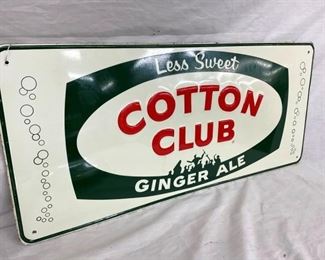 Less Sweet
COTTON
CLUB
GINGER ALE